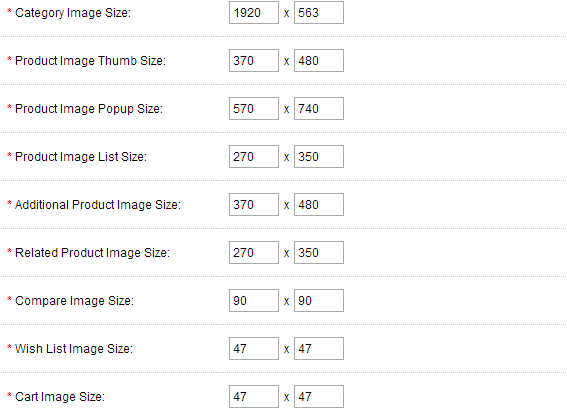 * Category Image Size: 1920 x 563
* Product Image Thumb Size: 370 x 480
* Product Image Popup Size: 570 x 740
* Product Image List Size: 270 x 350
* Additional Product Image Size: 370 x 480
* Related Product Image Size: 270 x 350
* Compare Image Size: 90 x 90
* Wish List Image Size: 47 x 47
* Cart Image Size: 47 x 47